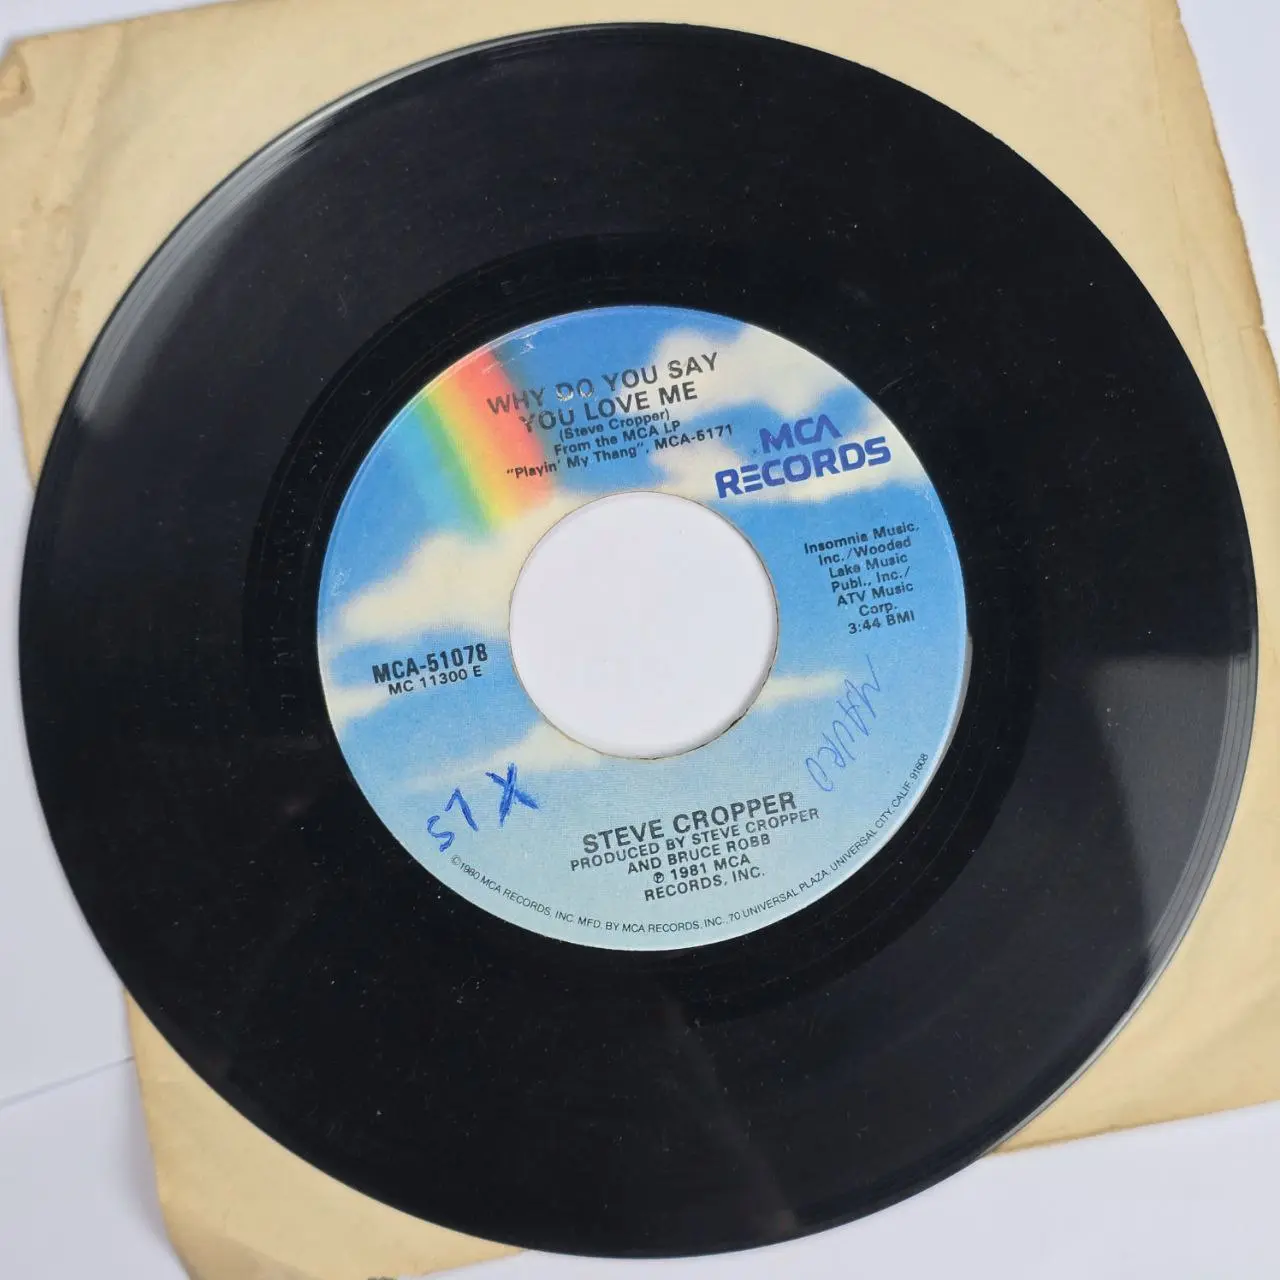 WHY DO YOU SAY
YOU LOVE ME
(Steve Cropper)
From the MCA LP
"Playin' My Thang", MCA-5171
MCA
RECORDS
Insomnia Music,
Inc./Wooded
Lake Music
Publ., Inc./
ATV Music
Corp.
3:44 BMI
MCA-51078
MC 11300 E
MAURO
51 X
STEVE CROPPER
PRODUCED BY STEVE CROPPER
AND BRUCE ROBB
℗ 1981 MCA
RECORDS, INC.
©1980 MCA RECORDS, INC. MFD. BY MCA RECORDS, INC., 70 UNIVERSAL PLAZA, UNIVERSAL CITY, CALIF. 91608